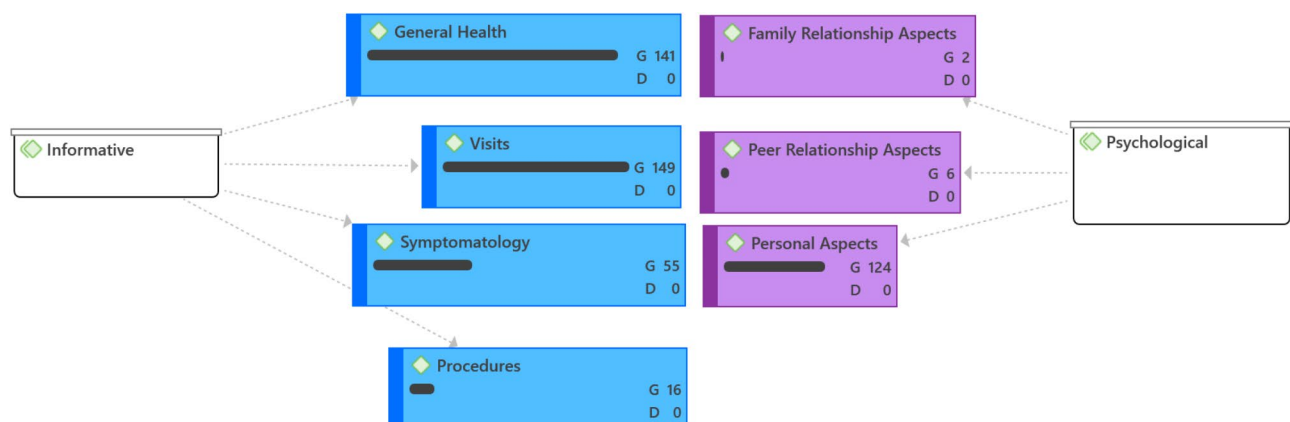 Informative
General Health
G 141
D 0
Visits
G 149
D 0
Symptomatology
G 55
D 0
Procedures
G 16
D 0
Family Relationship Aspects
G 2
D 0
Peer Relationship Aspects
G 6
D 0
Personal Aspects
G 124
D 0
Psychological